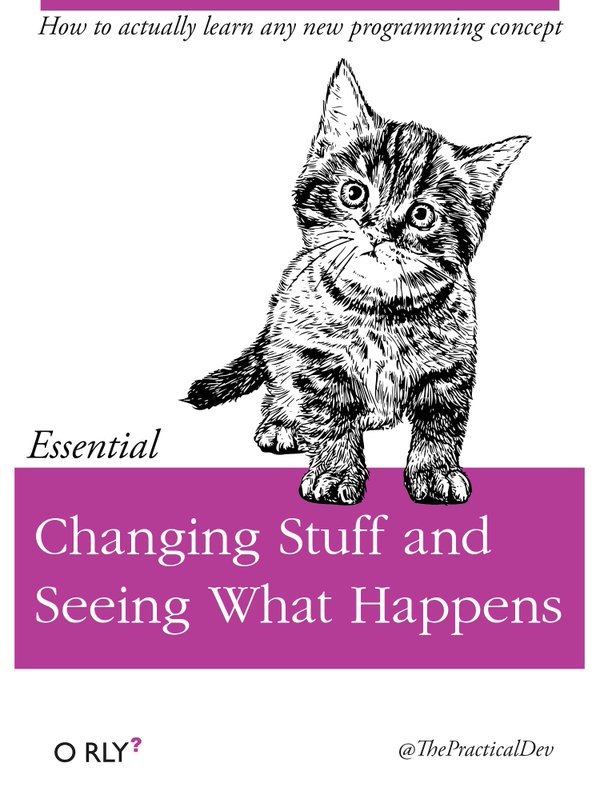 How to actually learn any new programming concept
Essential
Changing Stuff and
Seeing What Happens
O RLY?
@ThePracticalDev